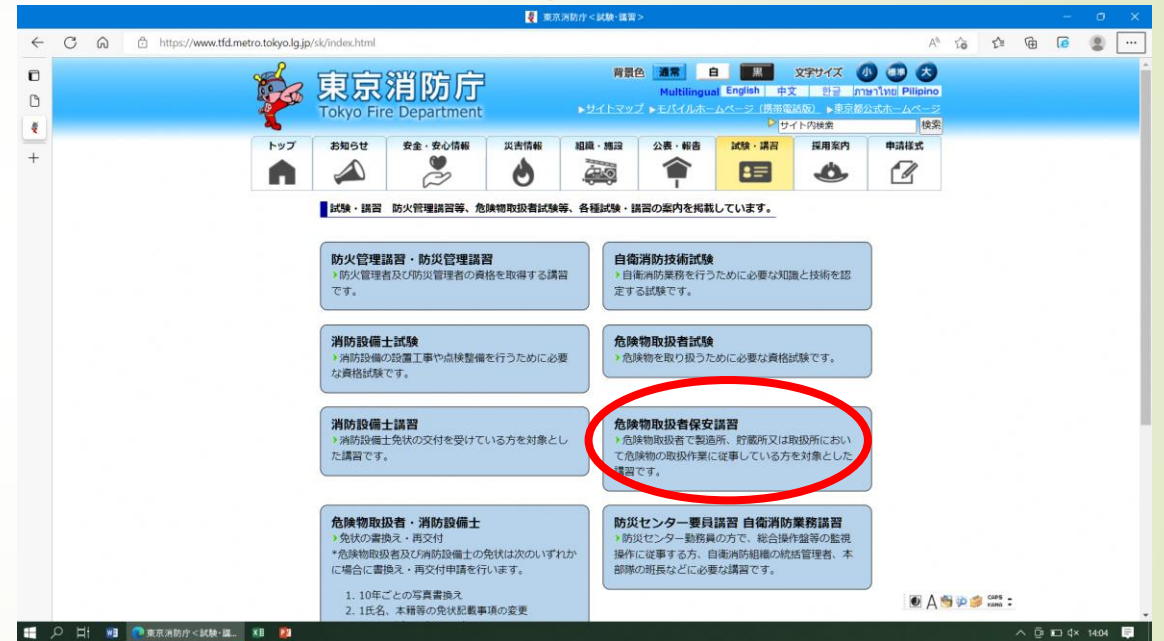 東京消防庁<試験・講習>
https://www.tfd.metro.tokyo.lg.jp/sk/index.html
東京消防庁
Tokyo Fire Department
背景色 通常 白 黒 文字サイズ 小 標準 大
Multilingual English 中文 한글 ภาษาไทย Pilipino
▶サイトマップ ▶モバイルホームページ（携帯電話版） ▶東京都公式ホームページ
サイト内検索 検索
トップ お知らせ 安全・安心情報 災害情報 組織・施設 公表・報告 試験・講習 採用案内 申請様式
試験・講習 防火管理講習等、危険物取扱者試験等、各種試験・講習の案内を掲載しています。
防火管理講習・防災管理講習
防火管理者及び防災管理者の資格を取得する講習
です。
自衛消防技術試験
自衛消防業務を行うために必要な知識と技術を認
定する試験です。
消防設備士試験
消防設備の設置工事や点検整備を行うために必要
な資格試験です。
危険物取扱者試験
危険物を取り扱うために必要な資格試験です。
消防設備士講習
消防設備士免状の交付を受けている方を対象とし
た講習です。
危険物取扱者保安講習
危険物取扱者で製造所、貯蔵所又は取扱所におい
て危険物の取扱作業に従事している方を対象とした
講習です。
危険物取扱者・消防設備士
免状の書換え・再交付
*危険物取扱者及び消防設備士の免状は次のいずれか
に場合に書換え・再交付申請を行います。
1. 10年ごとの写真書換え
2. 1氏名、本籍等の免状記載事項の変更
防災センター要員講習 自衛消防業務講習
防災センター勤務員の方で、総合操作盤等の監視
操作に従事する方、自衛消防組織の統括管理者、本
部隊の班長などに必要な講習です。
A CAPS KANA
東京消防庁<試験・講... 14:04